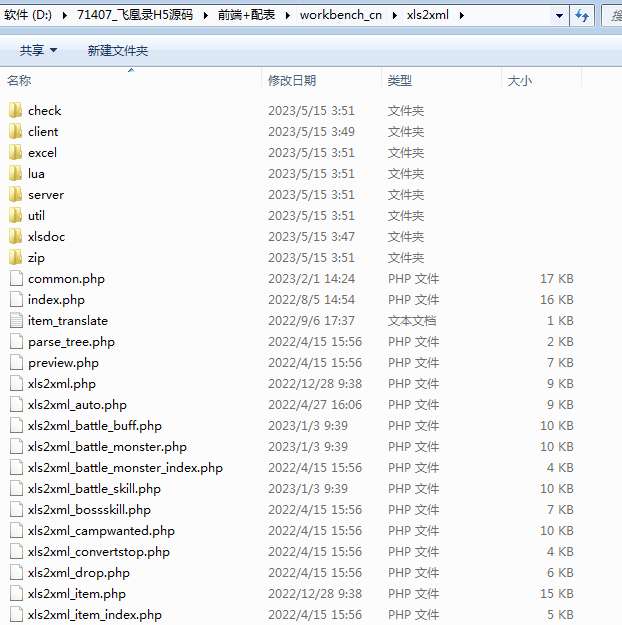 软件 (D:) 71407_飞凰录H5源码 前端+配表 workbench_cn xls2xml
共享 新建文件夹
名称 修改日期 类型 大小
check 2023/5/15 3:51 文件夹
client 2023/5/15 3:49 文件夹
excel 2023/5/15 3:51 文件夹
lua 2023/5/15 3:51 文件夹
server 2023/5/15 3:51 文件夹
util 2023/5/15 3:51 文件夹
xlsdoc 2023/5/15 3:47 文件夹
zip 2023/5/15 3:51 文件夹
common.php 2023/2/1 14:24 PHP 文件 17 KB
index.php 2022/8/5 14:54 PHP 文件 16 KB
item_translate 2022/9/6 17:37 文本文档 1 KB
parse_tree.php 2022/4/15 15:56 PHP 文件 2 KB
preview.php 2022/4/15 15:56 PHP 文件 7 KB
xls2xml.php 2022/12/28 9:38 PHP 文件 9 KB
xls2xml_auto.php 2022/4/27 16:06 PHP 文件 9 KB
xls2xml_battle_buff.php 2023/1/3 9:39 PHP 文件 10 KB
xls2xml_battle_monster.php 2023/1/3 9:39 PHP 文件 10 KB
xls2xml_battle_monster_index.php 2022/4/15 15:56 PHP 文件 4 KB
xls2xml_battle_skill.php 2023/1/3 9:39 PHP 文件 10 KB
xls2xml_bossskill.php 2022/4/15 15:56 PHP 文件 7 KB
xls2xml_campwanted.php 2022/4/15 15:56 PHP 文件 10 KB
xls2xml_convertstop.php 2022/4/15 15:56 PHP 文件 4 KB
xls2xml_drop.php 2022/4/15 15:56 PHP 文件 6 KB
xls2xml_item.php 2022/12/28 9:38 PHP 文件 15 KB
xls2xml_item_index.php 2022/4/15 15:56 PHP 文件 5 KB